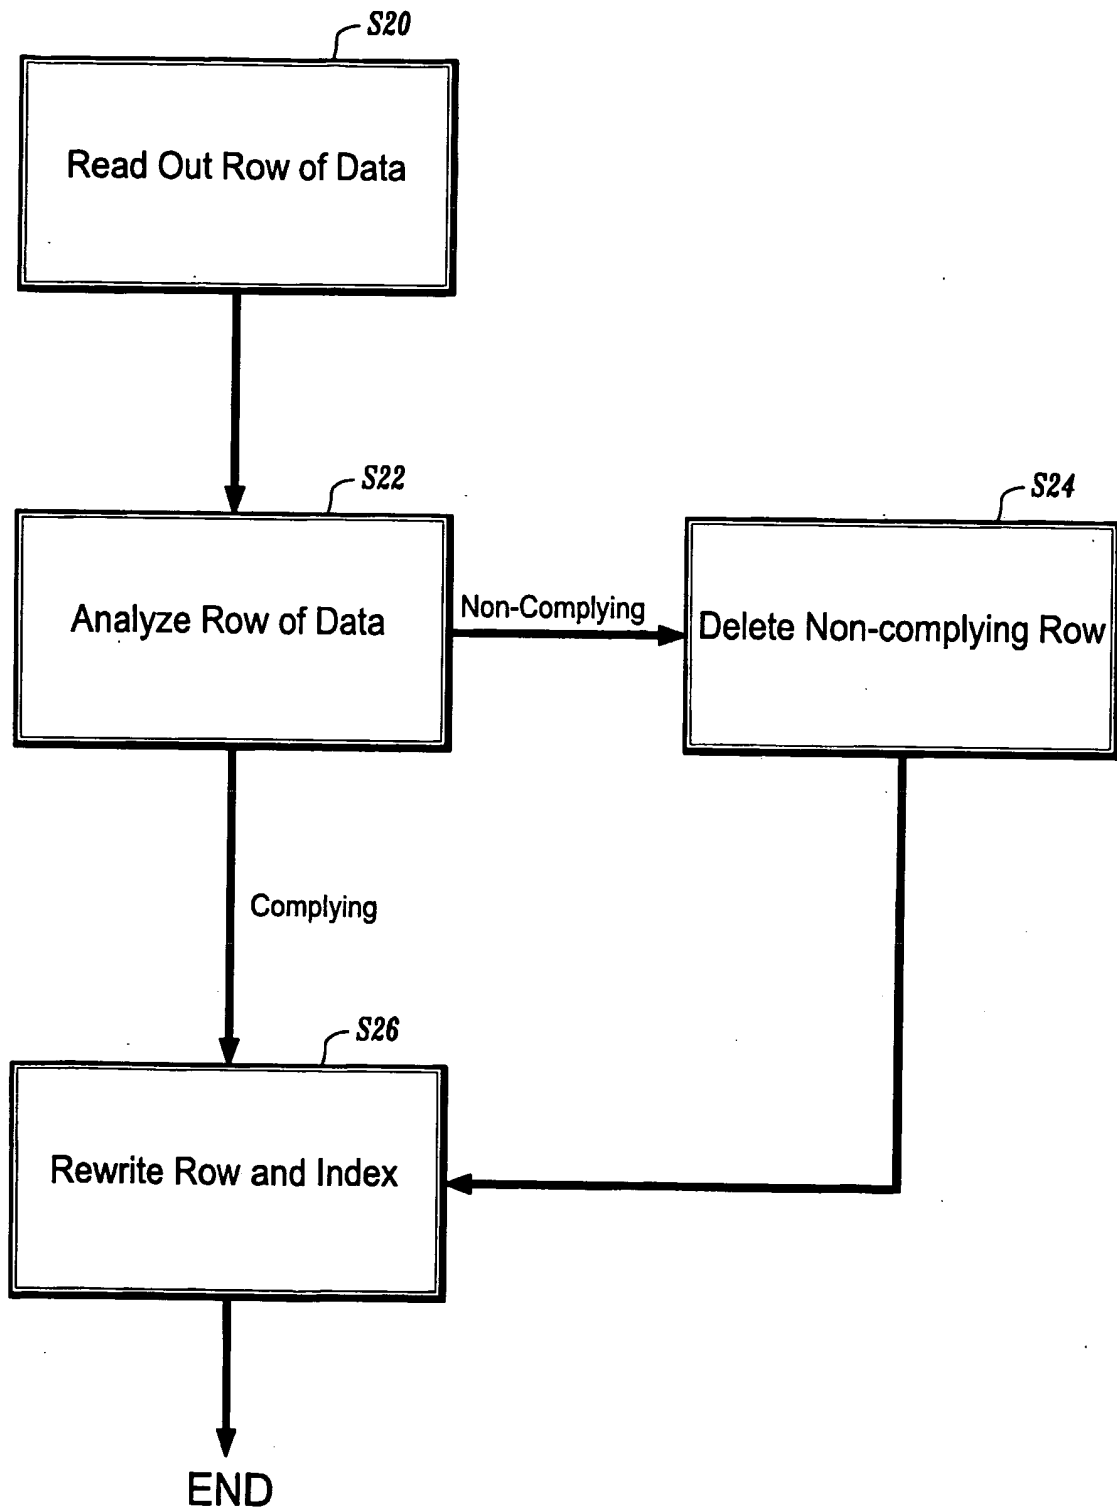 S20
Read Out Row of Data
S22
Analyze Row of Data
Non-Complying
S24
Delete Non-complying Row
Complying
S26
Rewrite Row and Index
END